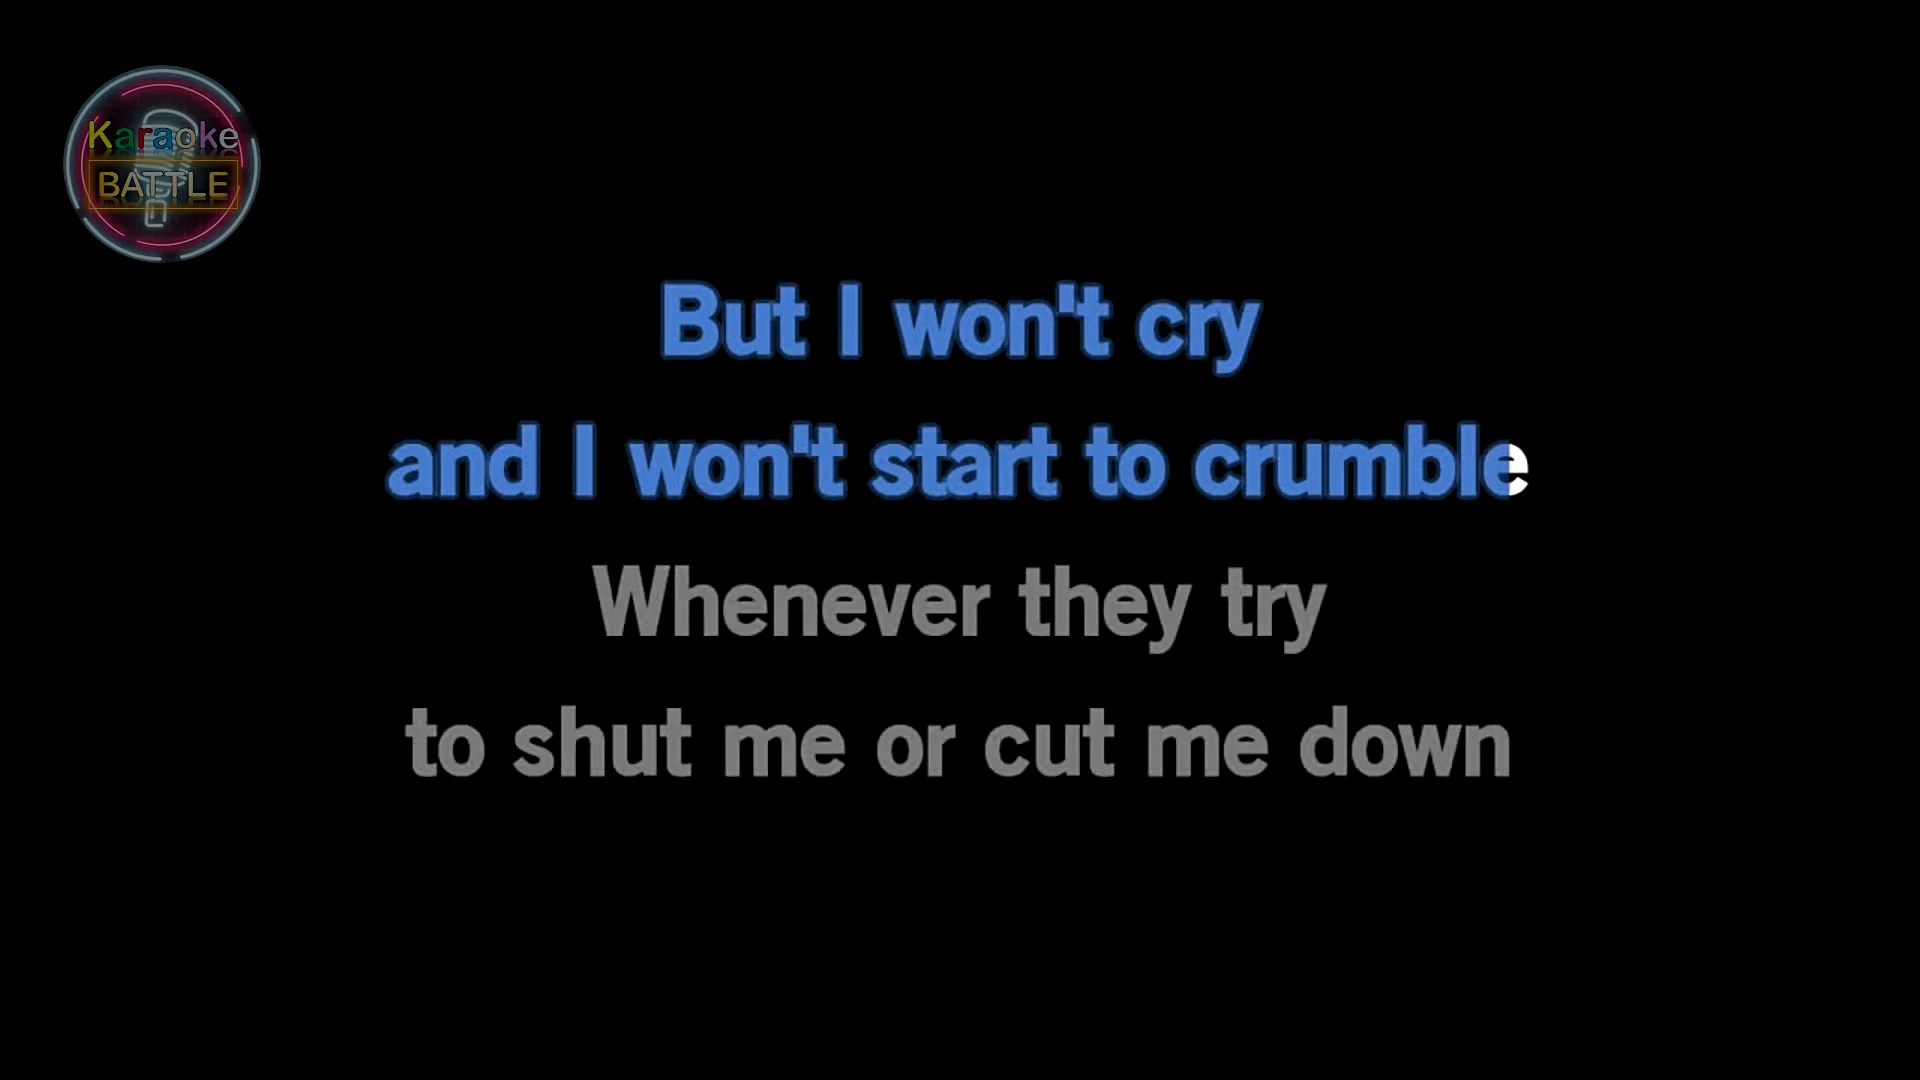 Karaoke
BATTLE
But I won't cry
and I won't start to crumble
Whenever they try
to shut me or cut me down